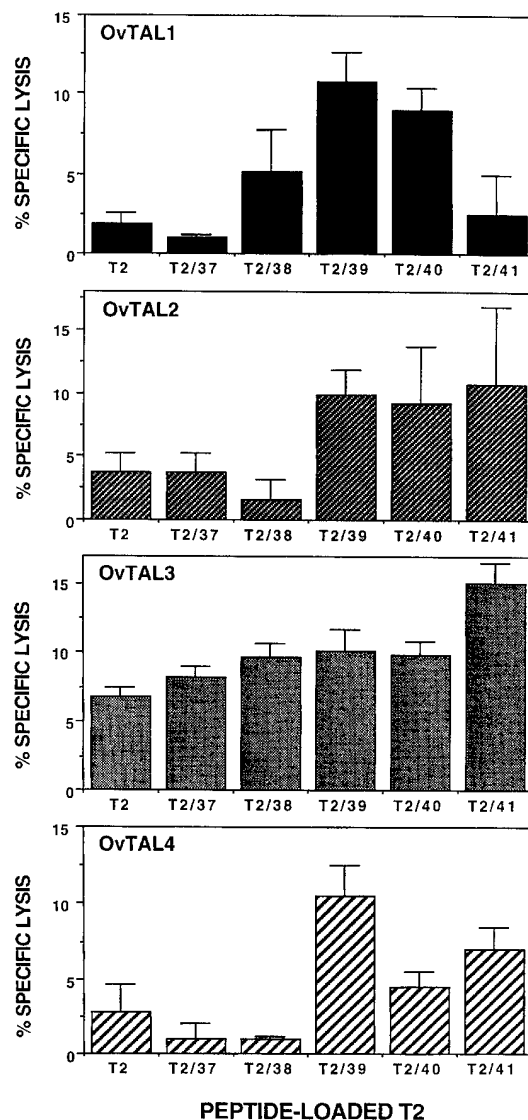 15
OvTAL1
10
5
0
% SPECIFIC LYSIS
T2 T2/37 T2/38 T2/39 T2/40 T2/41
OvTAL2
15
10
5
0
% SPECIFIC LYSIS
T2 T2/37 T2/38 T2/39 T2/40 T2/41
OvTAL3
15
10
5
0
% SPECIFIC LYSIS
T2 T2/37 T2/38 T2/39 T2/40 T2/41
15
OvTAL4
10
5
0
% SPECIFIC LYSIS
T2 T2/37 T2/38 T2/39 T2/40 T2/41
PEPTIDE-LOADED T2